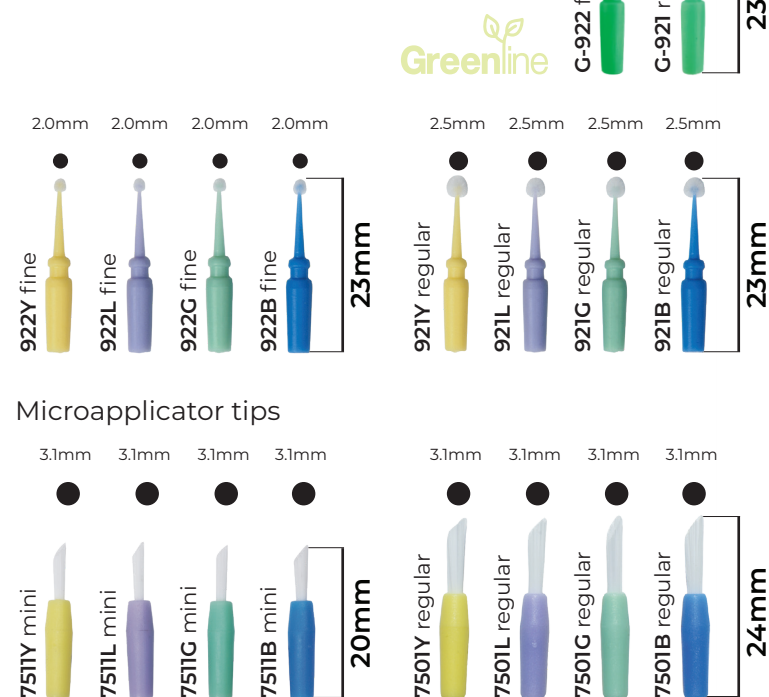 Greenline
G-922
G-921
23
2.0mm 2.0mm 2.0mm 2.0mm
922Y fine
922L fine
922G fine
922B fine
23mm
2.5mm 2.5mm 2.5mm 2.5mm
921Y regular
921L regular
921G regular
921B regular
23mm
Microapplicator tips
3.1mm 3.1mm 3.1mm 3.1mm
7511Y mini
7511L mini
7511G mini
7511B mini
20mm
3.1mm 3.1mm 3.1mm 3.1mm
7501Y regular
7501L regular
7501G regular
7501B regular
24mm